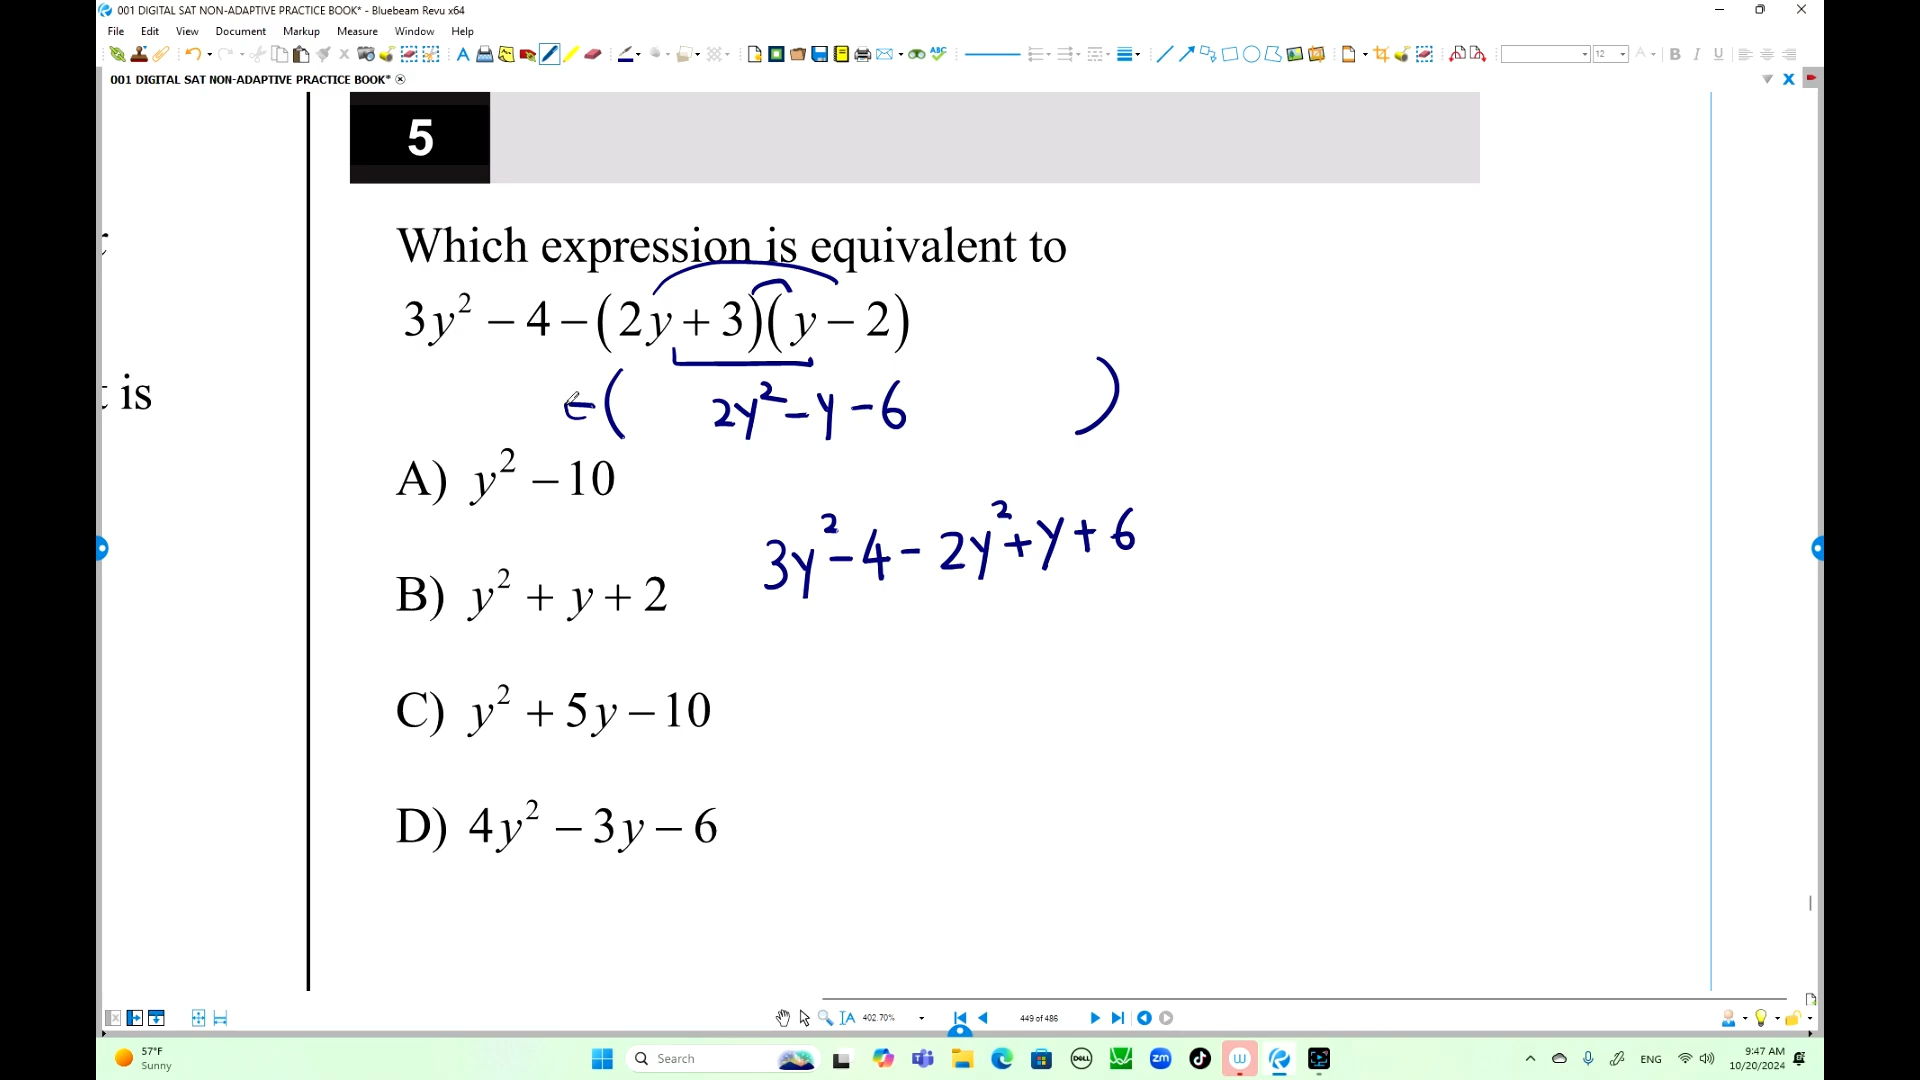 001 DIGITAL SAT NON-ADAPTIVE PRACTICE BOOK* - Bluebeam Revu x64
File Edit View Document Markup Measure Window Help
12
001 DIGITAL SAT NON-ADAPTIVE PRACTICE BOOK*
5
Which expression is equivalent to
3y² − 4 − (2y + 3)(y − 2)
−( 2y² − y − 6 )
is
A) y² − 10
3y² − 4 − 2y² + y + 6
B) y² + y + 2
C) y² + 5y − 10
D) 4y² − 3y − 6
402.70%
449 of 486
57°F
Sunny
Search
DELL
zm
W
ENG
9:47 AM
10/20/2024